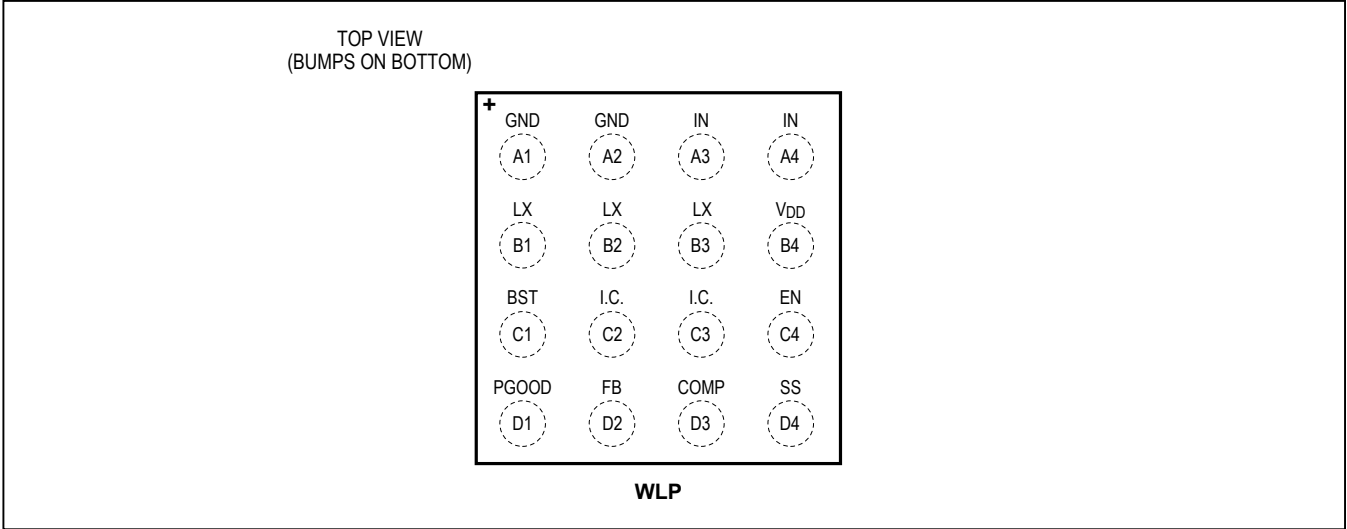 TOP VIEW
(BUMPS ON BOTTOM)
+
GND GND IN IN
A1 A2 A3 A4
LX LX LX VDD
B1 B2 B3 B4
BST I.C. I.C. EN
C1 C2 C3 C4
PGOOD FB COMP SS
D1 D2 D3 D4
WLP